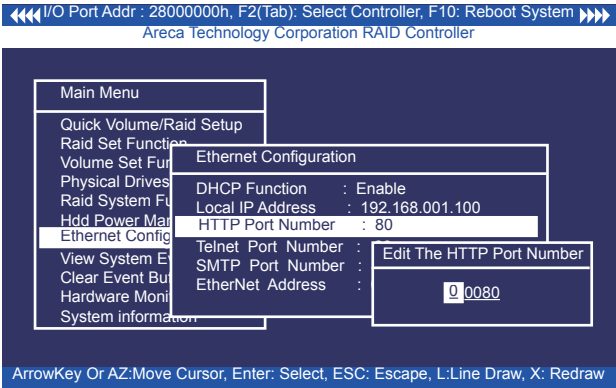 I/O Port Addr : 28000000h, F2(Tab): Select Controller, F10: Reboot System
Areca Technology Corporation RAID Controller
Main Menu
Quick Volume/Raid Setup
Raid Set Function
Volume Set Fun
Physical Drives
Raid System Fu
Hdd Power Man
Ethernet Config
View System E
Clear Event Buf
Hardware Moni
System information
Ethernet Configuration
DHCP Function : Enable
Local IP Address : 192.168.001.100
HTTP Port Number : 80
Telnet Port Number :
SMTP Port Number :
EtherNet Address :
Edit The HTTP Port Number
0 0080
ArrowKey Or AZ:Move Cursor, Enter: Select, ESC: Escape, L:Line Draw, X: Redraw